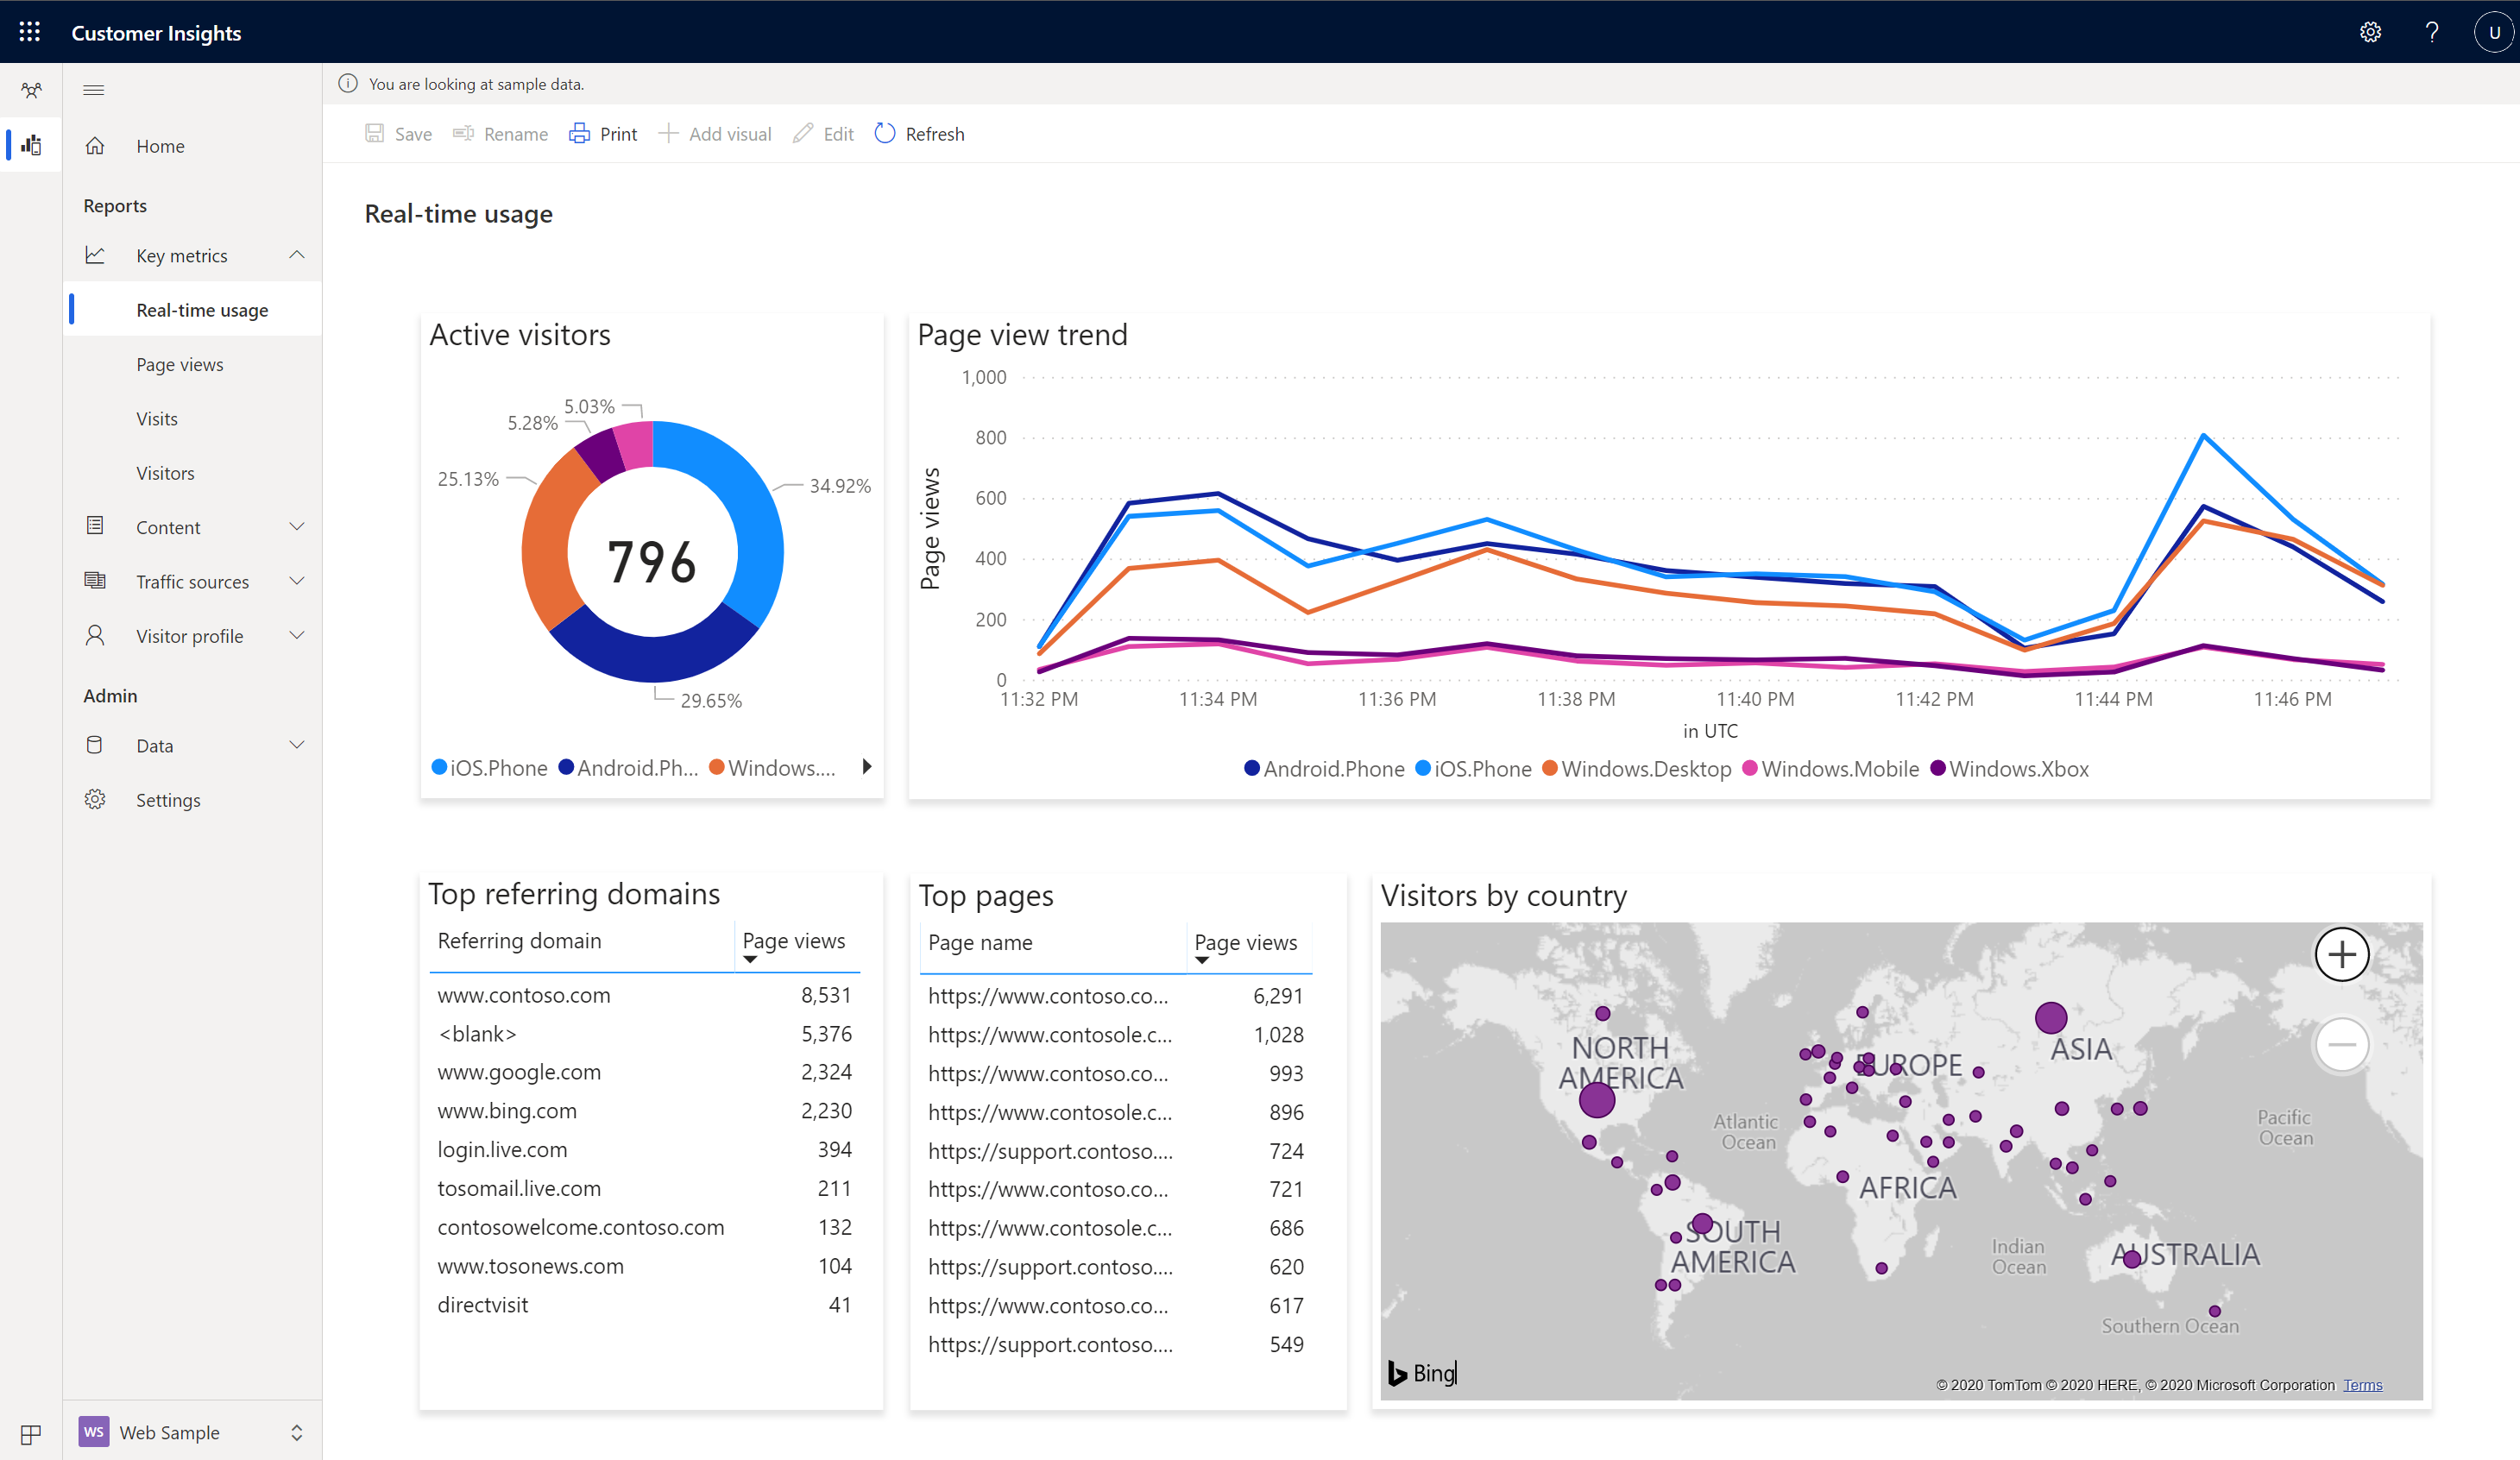 Customer Insights
U
You are looking at sample data.
Save Rename Print Add visual Edit Refresh
Home
Reports
Key metrics
Real-time usage
Page views
Visits
Visitors
Content
Traffic sources
Visitor profile
Admin
Data
Settings
WS Web Sample
Real-time usage
Active visitors
5.03%
5.28%
25.13%
34.92%
796
29.65%
iOS.Phone Android.Ph... Windows....
Page view trend
Page views
1,000
800
600
400
200
0
11:32 PM 11:34 PM 11:36 PM 11:38 PM 11:40 PM 11:42 PM 11:44 PM 11:46 PM
in UTC
Android.Phone iOS.Phone Windows.Desktop Windows.Mobile Windows.Xbox
Top referring domains
Referring domain Page views
www.contoso.com 8,531
<blank> 5,376
www.google.com 2,324
www.bing.com 2,230
login.live.com 394
tosomail.live.com 211
contosowelcome.contoso.com 132
www.tosonews.com 104
directvisit 41
Top pages
Page name Page views
https://www.contoso.co... 6,291
https://www.contosole.c... 1,028
https://www.contoso.co... 993
https://www.contosole.c... 896
https://support.contoso.... 724
https://www.contoso.co... 721
https://www.contosole.c... 686
https://support.contoso.... 620
https://www.contoso.co... 617
https://support.contoso.... 549
Visitors by country
NORTH
AMERICA
EUROPE
ASIA
Atlantic
Ocean
Pacific
Ocean
AFRICA
SOUTH
AMERICA
Indian
Ocean
AUSTRALIA
Southern Ocean
Bing
© 2020 TomTom © 2020 HERE, © 2020 Microsoft Corporation Terms